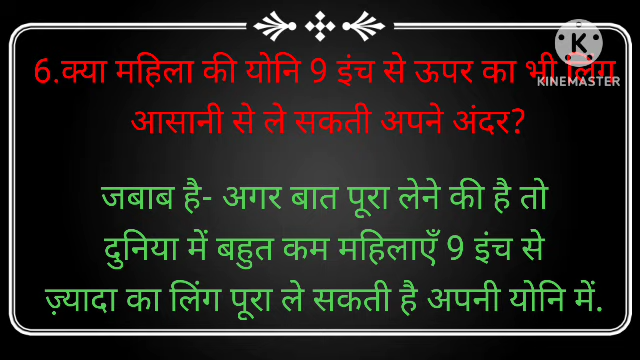 6.क्या महिला की योनि 9 इंच से ऊपर का भी लिंग
आसानी से ले सकती अपने अंदर?
जबाब है- अगर बात पूरा लेने की है तो
दुनिया में बहुत कम महिलाएँ 9 इंच से
ज़्यादा का लिंग पूरा ले सकती है अपनी योनि में.
K
KINEMASTER